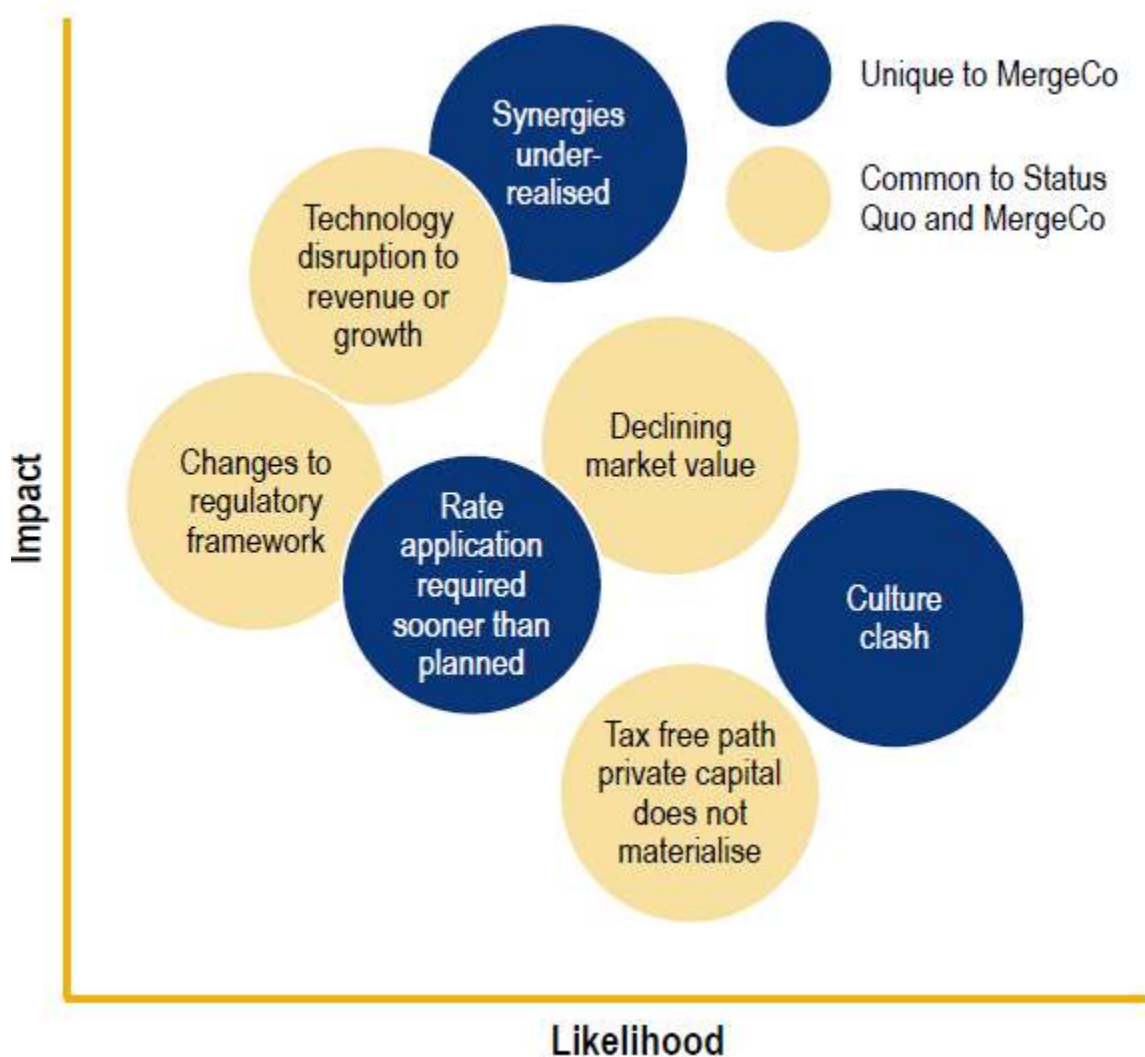 Synergies
under-
realised
Unique to MergeCo
Common to Status
Quo and MergeCo
Technology
disruption to
revenue or
growth
Declining
market value
Changes to
regulatory
framework
Rate
application
required
sooner than
planned
Culture
clash
Tax free path
private capital
does not
materialise
Impact
Likelihood